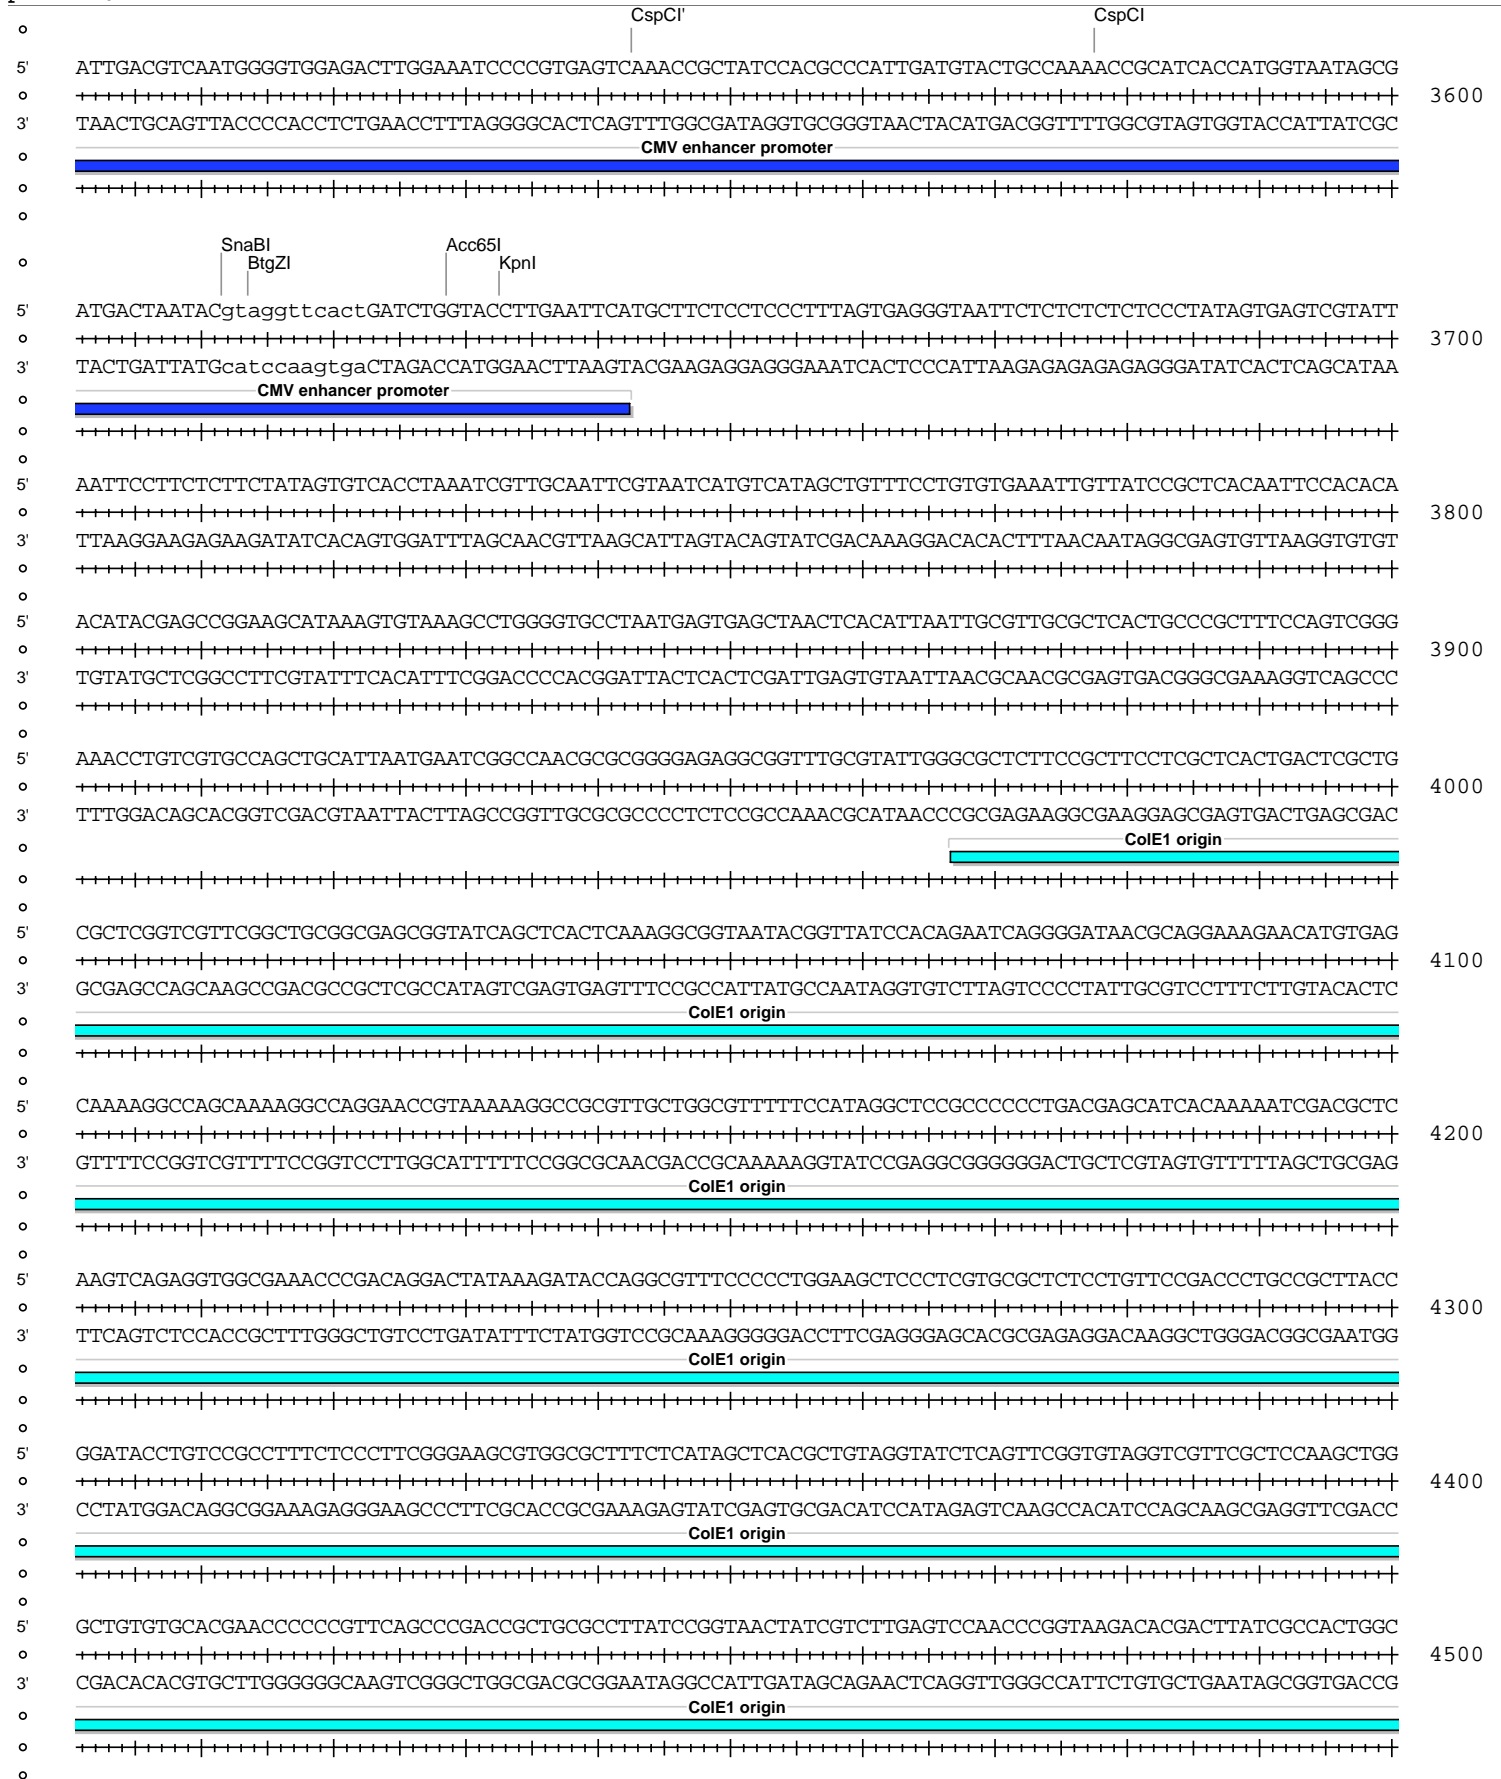 CspCI' CspCI
5' ATTGACGTCAATGGGGTGGAGACTTGGAAATCCCCGTGAGTCAAACCGCTATCCACGCCCATTGATGTACTGCCAAAACCGCATCACCATGGTAATAGCG
3600
3' TAACTGCAGTTACCCCACCTCTGAACCTTTAGGGGCACTCAGTTTGGCGATAGGTGCGGGTAACTACATGACGGTTTTGGCGTAGTGGTACCATTATCGC
CMV enhancer promoter
SnaBI Acc65I
BtgZI KpnI
5' ATGACTAATACgtaggttcactGATCTGGTACCTTGAATTCATGCTTCTCCTCCCTTTAGTGAGGGTAATTCTCTCTCTCTCCCTATAGTGAGTCGTATT
3700
3' TACTGATTATGcatccaagtgaCTAGACCATGGAACTTAAGTACGAAGAGGAGGGAAATCACTCCCATTAAGAGAGAGAGAGGGATATCACTCAGCATAA
CMV enhancer promoter
5' AATTCCTTCTCTTCTATAGTGTCACCTAAATCGTTGCAATTCGTAATCATGTCATAGCTGTTTCCTGTGTGAAATTGTTATCCGCTCACAATTCCACACA
3800
3' TTAAGGAAGAGAAGATATCACAGTGGATTTAGCAACGTTAAGCATTAGTACAGTATCGACAAAGGACACACTTTAACAATAGGCGAGTGTTAAGGTGTGT
5' ACATACGAGCCGGAAGCATAAAGTGTAAAGCCTGGGGTGCCTAATGAGTGAGCTAACTCACATTAATTGCGTTGCGCTCACTGCCCGCTTTCCAGTCGGG
3900
3' TGTATGCTCGGCCTTCGTATTTCACATTTCGGACCCCACGGATTACTCACTCGATTGAGTGTAATTAACGCAACGCGAGTGACGGGCGAAAGGTCAGCCC
5' AAACCTGTCGTGCCAGCTGCATTAATGAATCGGCCAACGCGCGGGGAGAGGCGGTTTGCGTATTGGGCGCTCTTCCGCTTCCTCGCTCACTGACTCGCTG
4000
3' TTTGGACAGCACGGTCGACGTAATTACTTAGCCGGTTGCGCGCCCCTCTCCGCCAAACGCATAACCCGCGAGAAGGCGAAGGAGCGAGTGACTGAGCGAC
ColE1 origin
5' CGCTCGGTCGTTCGGCTGCGGCGAGCGGTATCAGCTCACTCAAAGGCGGTAATACGGTTATCCACAGAATCAGGGGATAACGCAGGAAAGAACATGTGAG
4100
3' GCGAGCCAGCAAGCCGACGCCGCTCGCCATAGTCGAGTGAGTTTCCGCCATTATGCCAATAGGTGTCTTAGTCCCCTATTGCGTCCTTTCTTGTACACTC
ColE1 origin
5' CAAAAGGCCAGCAAAAGGCCAGGAACCGTAAAAAGGCCGCGTTGCTGGCGTTTTTCCATAGGCTCCGCCCCCCTGACGAGCATCACAAAAATCGACGCTC
4200
3' GTTTTCCGGTCGTTTTCCGGTCCTTGGCATTTTTCCGGCGCAACGACCGCAAAAAGGTATCCGAGGCGGGGGGACTGCTCGTAGTGTTTTTAGCTGCGAG
ColE1 origin
5' AAGTCAGAGGTGGCGAAACCCGACAGGACTATAAAGATACCAGGCGTTTCCCCCTGGAAGCTCCCTCGTGCGCTCTCCTGTTCCGACCCTGCCGCTTACC
4300
3' TTCAGTCTCCACCGCTTTGGGCTGTCCTGATATTTCTATGGTCCGCAAAGGGGGACCTTCGAGGGAGCACGCGAGAGGACAAGGCTGGGACGGCGAATGG
ColE1 origin
5' GGATACCTGTCCGCCTTTCTCCCTTCGGGAAGCGTGGCGCTTTCTCATAGCTCACGCTGTAGGTATCTCAGTTCGGTGTAGGTCGTTCGCTCCAAGCTGG
4400
3' CCTATGGACAGGCGGAAAGAGGGAAGCCCTTCGCACCGCGAAAGAGTATCGAGTGCGACATCCATAGAGTCAAGCCACATCCAGCAAGCGAGGTTCGACC
ColE1 origin
5' GCTGTGTGCACGAACCCCCCGTTCAGCCCGACCGCTGCGCCTTATCCGGTAACTATCGTCTTGAGTCCAACCCGGTAAGACACGACTTATCGCCACTGGC
4500
3' CGACACACGTGCTTGGGGGGCAAGTCGGGCTGGCGACGCGGAATAGGCCATTGATAGCAGAACTCAGGTTGGGCCATTCTGTGCTGAATAGCGGTGACCG
ColE1 origin